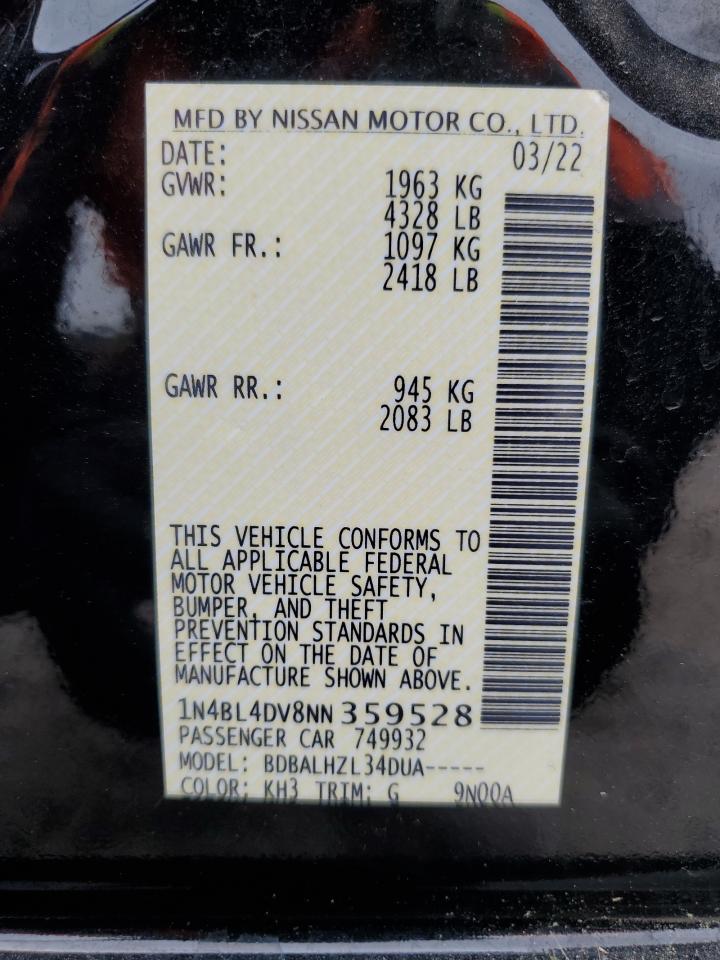 MFD BY NISSAN MOTOR CO., LTD.
DATE: 03/22
GVWR: 1963 KG
4328 LB
GAWR FR.: 1097 KG
2418 LB
GAWR RR.: 945 KG
2083 LB
THIS VEHICLE CONFORMS TO
ALL APPLICABLE FEDERAL
MOTOR VEHICLE SAFETY,
BUMPER, AND THEFT
PREVENTION STANDARDS IN
EFFECT ON THE DATE OF
MANUFACTURE SHOWN ABOVE.
1N4BL4DV8NN359528
PASSENGER CAR 749932
MODEL: BDBALHZL34DUA-----
COLOR: KH3 TRIM: G 9N00A